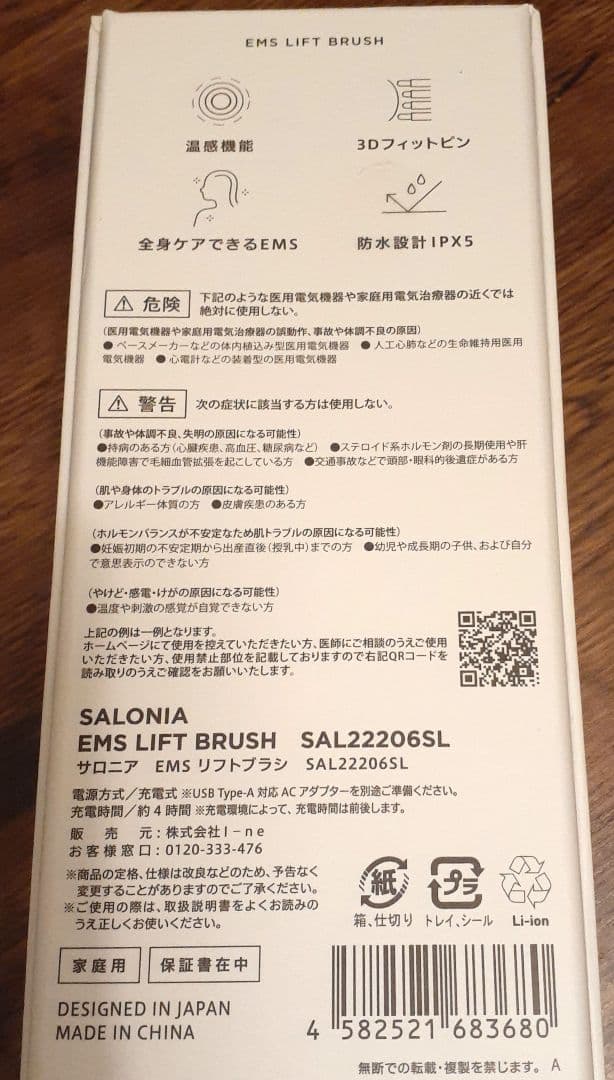 EMS LIFT BRUSH
温感機能
3Dフィットピン
全身ケアできるEMS
防水設計IPX5
危険
下記のような医用電気機器や家庭用電気治療器の近くでは
絶対に使用しない。
(医用電気機器や家庭用電気治療器の誤動作、事故や体調不良の原因)
●ペースメーカーなどの体内植込み型医用電気機器 ●人工心肺などの生命維持用医用
電気機器 ●心電計などの装着型の医用電気機器
警告
次の症状に該当する方は使用しない。
(事故や体調不良、失明の原因になる可能性)
●持病のある方(心臓疾患、高血圧、糖尿病など) ●ステロイド系ホルモン剤の長期使用や肝
機能障害で毛細血管拡張を起こしている方 ●交通事故などで頭部・眼科的後遺症がある方
(肌や身体のトラブルの原因になる可能性)
●アレルギー体質の方 ●皮膚疾患のある方
(ホルモンバランスが不安定なため肌トラブルの原因になる可能性)
●妊娠初期の不安定期から出産直後(授乳中)までの方 ●幼児や成長期の子供、および自分
で意思表示のできない方
(やけど・感電・けがの原因になる可能性)
●温度や刺激の感覚が自覚できない方
上記の例は一例となります。
ホームページにて使用を控えていただきたい方、医師にご相談のうえご使用
いただきたい方、使用禁止部位を記載しておりますので右記QRコードを
読み取りのうえご確認をお願いいたします。
SALONIA
EMS LIFT BRUSH SAL22206SL
サロニア EMS リフトブラシ SAL22206SL
電源方式/充電式 ※USB Type-A 対応 AC アダプターを別途ご準備ください。
充電時間/約4時間 ※充電環境によって、充電時間は前後します。
販売元:株式会社I-ne
お客様窓口:0120-333-476
※商品の定格、仕様は改良などのため、予告なく
変更することがありますのでご了承ください。
※ご使用の際は、取扱説明書をよくお読みの
うえ正しくお使いください。
紙
プラ
箱、仕切り トレイ、シール Li-ion
家庭用 保証書在中
DESIGNED IN JAPAN
MADE IN CHINA
4 582521 683680
無断での転載・複製を禁じます。 A